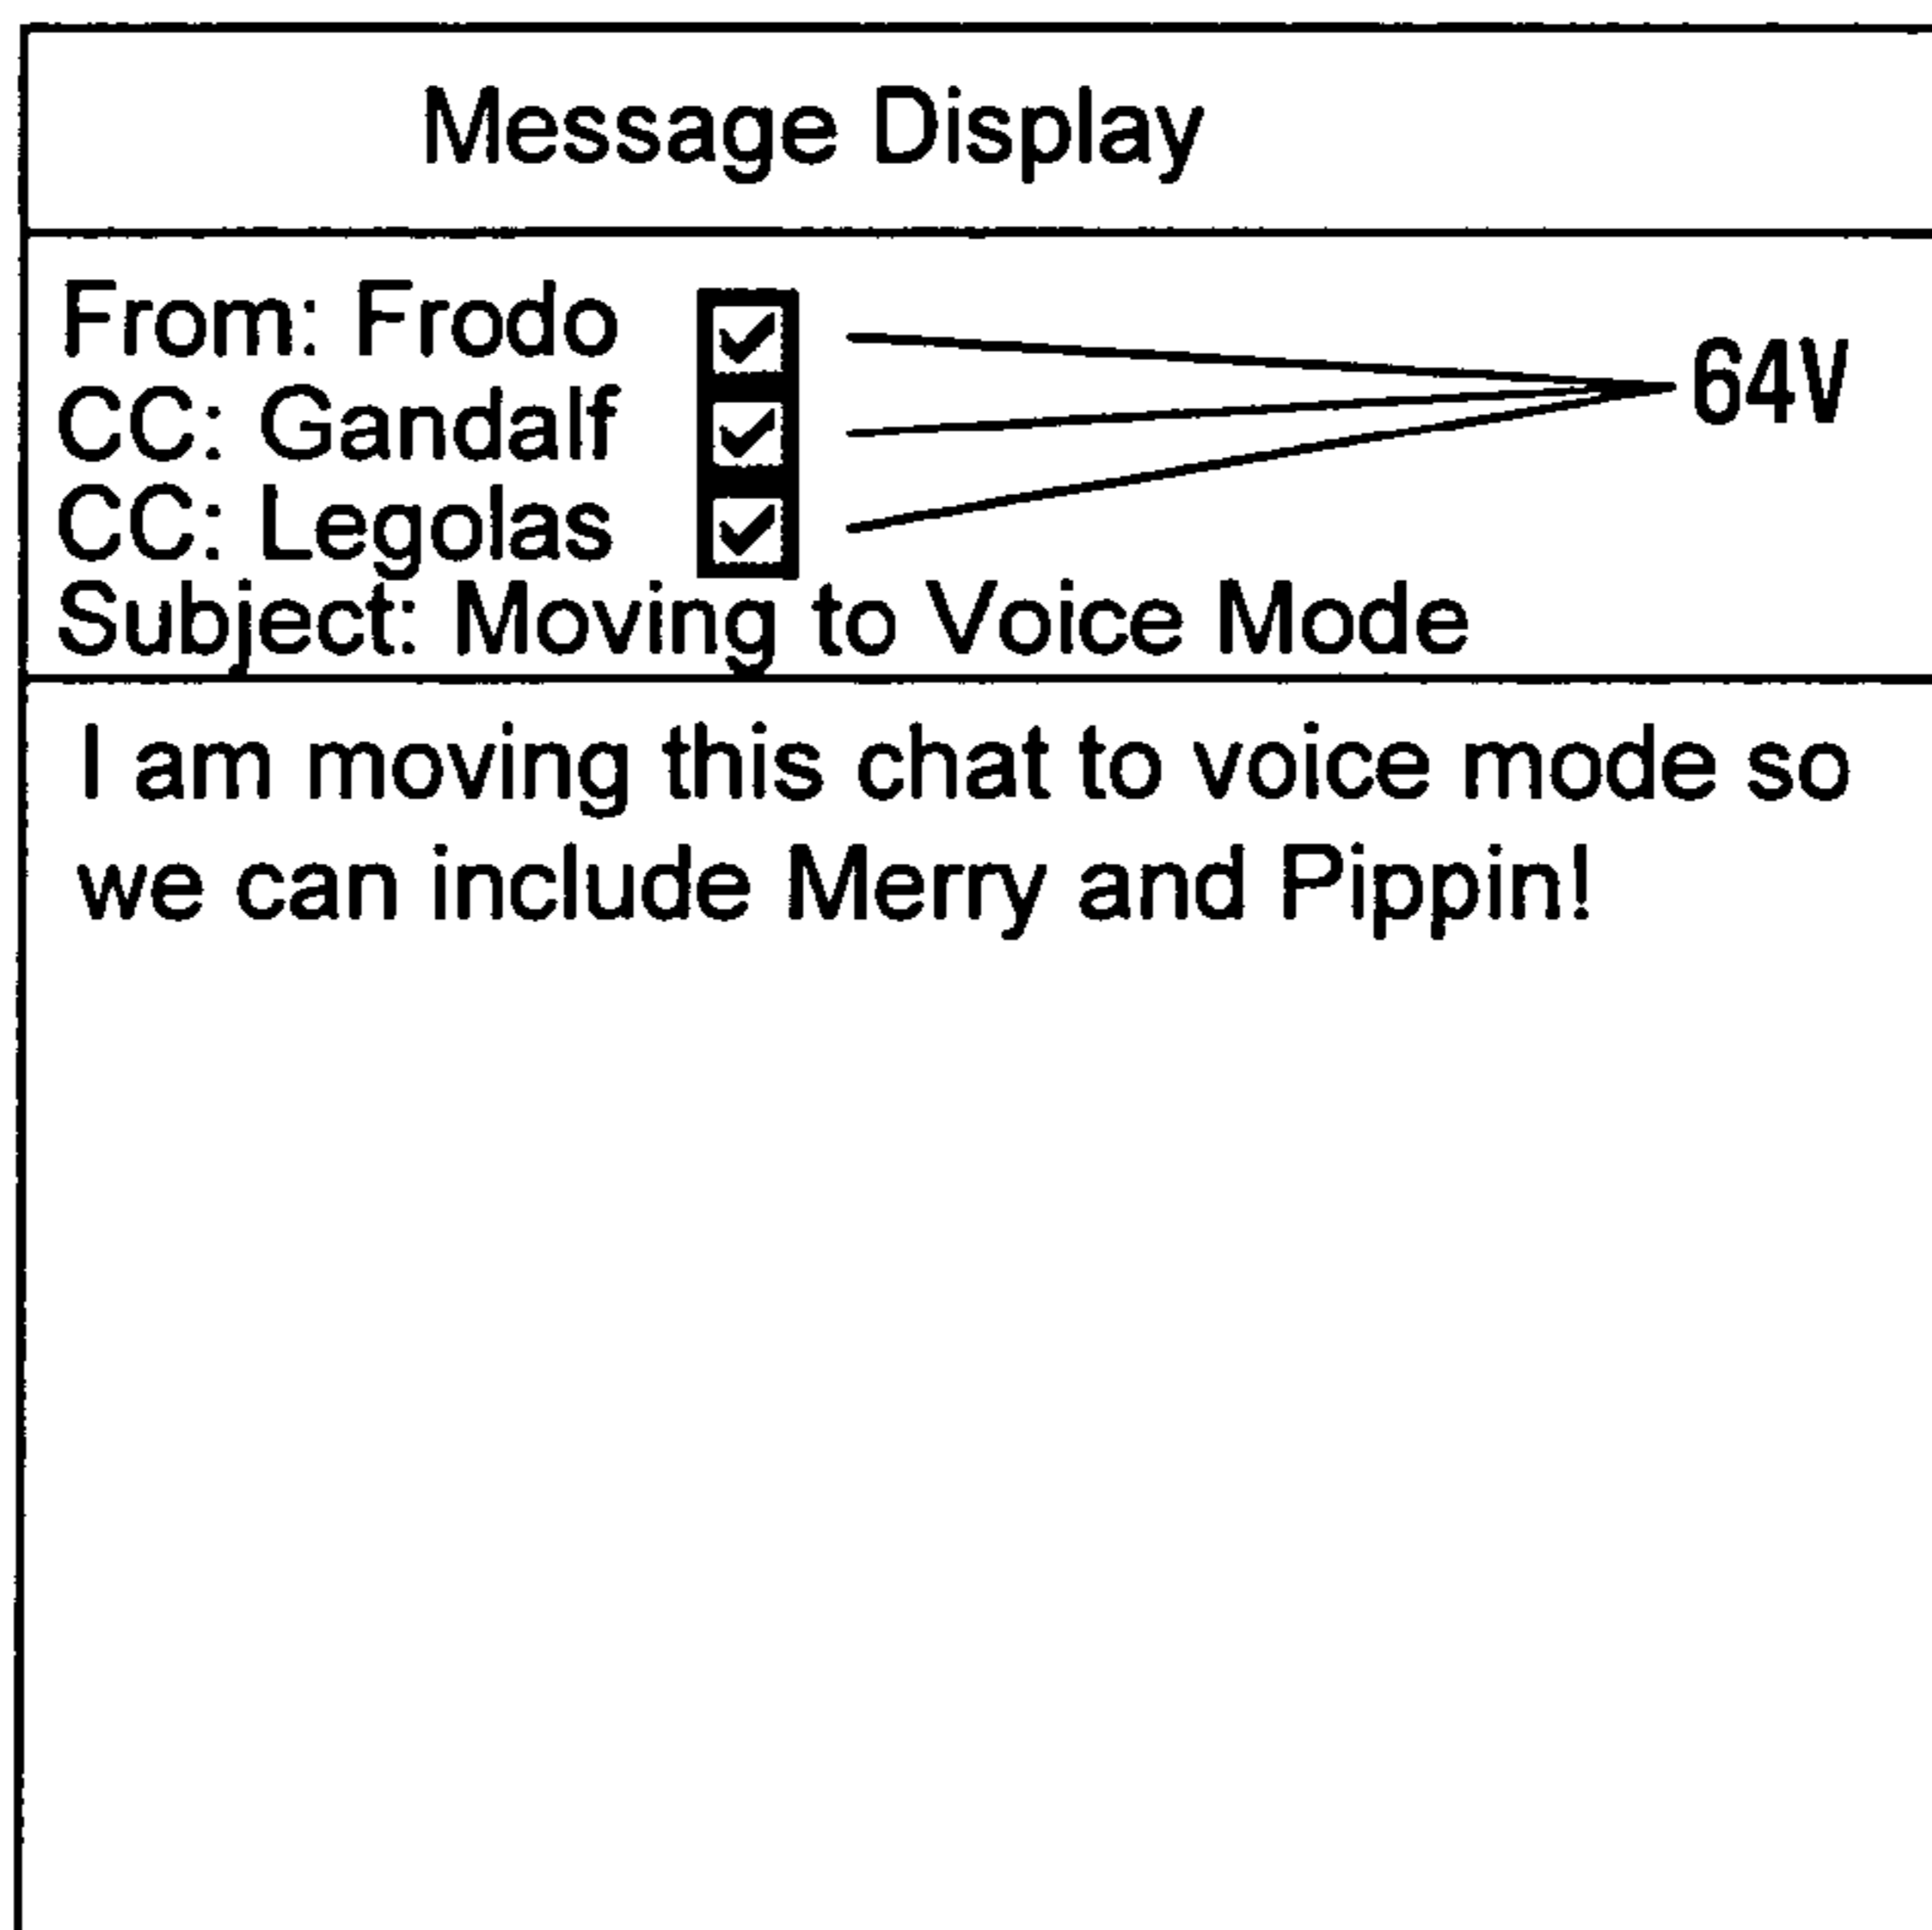 Message Display
From: Frodo
64V
CC: Gandalf
CC: Legolas
Subject: Moving to Voice Mode
I am moving this chat to voice mode so
we can include Merry and Pippin!